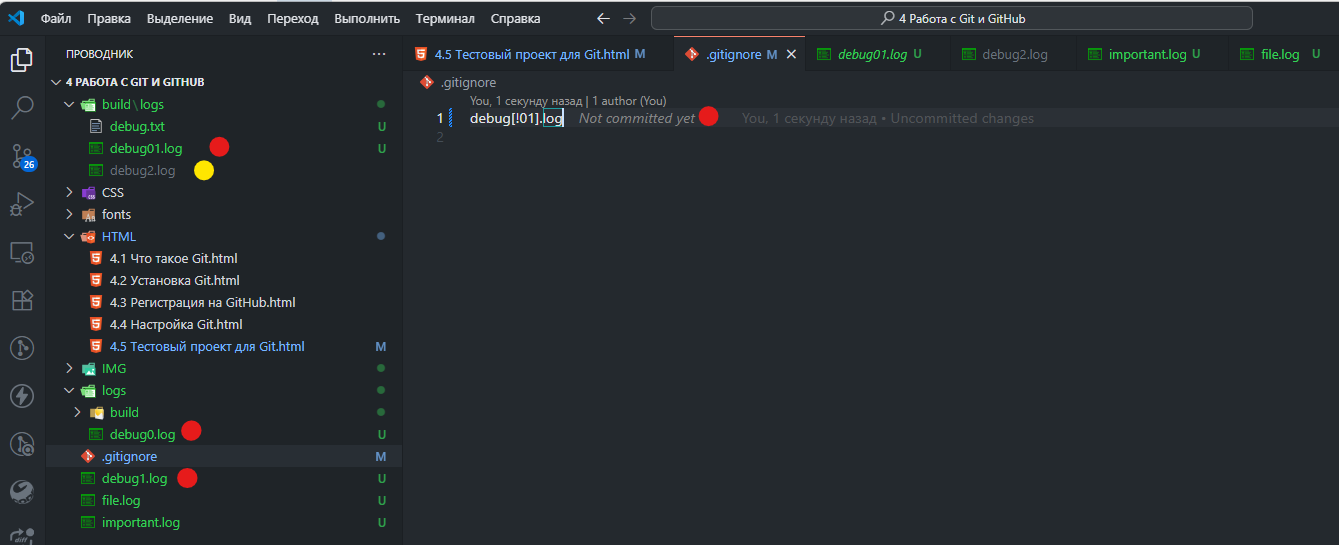 Файл Правка Выделение Вид Переход Выполнить Терминал Справка 4 Работа с Git и GitHub
ПРОВОДНИК
4.5 Тестовый проект для Git.html M .gitignore M debug01.log U debug2.log important.log U file.log U
4 РАБОТА С GIT И GITHUB
.gitignore
build\logs
You, 1 секунду назад | 1 author (You)
debug.txt U
1 debug[!01].log Not committed yet You, 1 секунду назад • Uncommitted changes
2
debug01.log U
26
debug2.log
CSS
fonts
HTML
4.1 Что такое Git.html
4.2 Установка Git.html
4.3 Регистрация на GitHub.html
4.4 Настройка Git.html
4.5 Тестовый проект для Git.html M
IMG
logs
build
debug0.log U
.gitignore M
debug1.log U
file.log U
important.log U